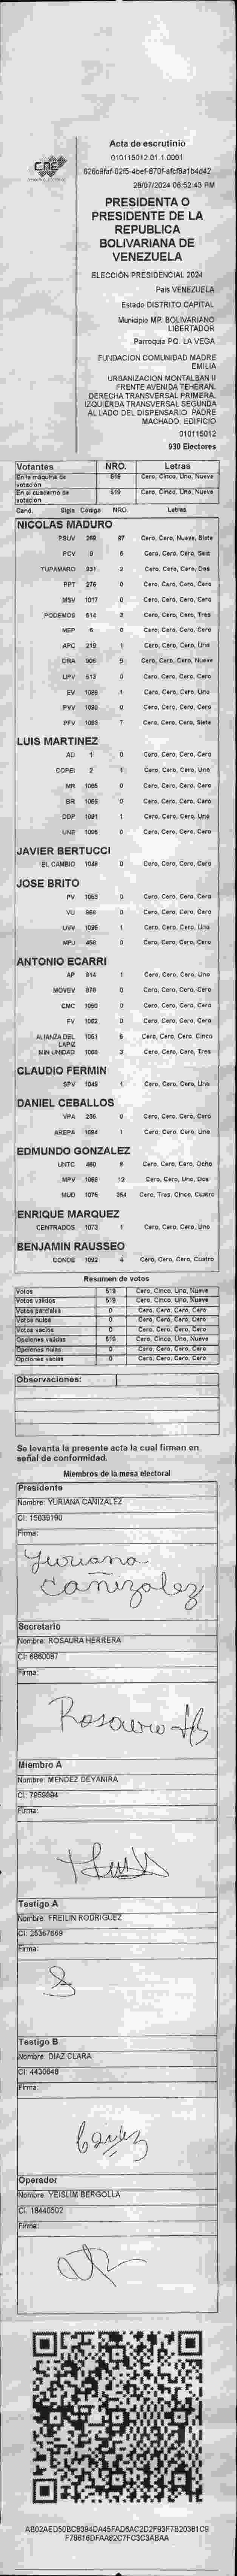 CNE
Acta de escrutinio
010115012.01.1.0001
28/07/2024 06:52:43 PM
PRESIDENTA O
PRESIDENTE DE LA
REPUBLICA
BOLIVARIANA DE
VENEZUELA
ELECCIÓN PRESIDENCIAL 2024
País VENEZUELA
Estado DISTRITO CAPITAL
Municipio MP. BOLIVARIANO
LIBERTADOR
Parroquia PQ. LA VEGA
FUNDACION COMUNIDAD MADRE
EMILIA
URBANIZACION MONTALBAN II
FRENTE AVENIDA TEHERAN.
DERECHA TRANSVERSAL PRIMERA.
IZQUIERDA TRANSVERSAL SEGUNDA
AL LADO DEL DISPENSARIO PADRE
MACHADO. EDIFICIO
010115012
930 Electores
Votantes NRO. Letras
En la máquina de votación 519 Cero, Cinco, Uno, Nueve
En el cuaderno de votación 519 Cero, Cinco, Uno, Nueve
Cand. Sigla Código NRO. Letras
NICOLAS MADURO
PSUV 97 Cero, Cero, Nueve, Siete
PCV Cero, Cero, Cero, Seis
TUPAMARO 2 Cero, Cero, Cero, Dos
PPT 275 0 Cero, Cero, Cero, Cero
MSV 1017 0 Cero, Cero, Cero, Cero
PODEMOS 514 3 Cero, Cero, Cero, Tres
MEP 0 Cero, Cero, Cero, Cero
APC 219 1 Cero, Cero, Cero, Uno
ORA 906 9 Cero, Cero, Cero, Nueve
UPV 513 0 Cero, Cero, Cero, Cero
EV 1089 1 Cero, Cero, Cero, Uno
PVV 1090 0 Cero, Cero, Cero, Cero
PFV 1093 7 Cero, Cero, Cero, Siete
LUIS MARTINEZ
AD 1 0 Cero, Cero, Cero, Cero
COPEI 2 1 Cero, Cero, Cero, Uno
MR 1065 0 Cero, Cero, Cero, Cero
BR 1066 0 Cero, Cero, Cero, Cero
DDP 1091 1 Cero, Cero, Cero, Uno
UNE 1096 0 Cero, Cero, Cero, Cero
JAVIER BERTUCCI
EL CAMBIO 1048 0 Cero, Cero, Cero, Cero
JOSE BRITO
PV 1053 0 Cero, Cero, Cero, Cero
VU 968 0 Cero, Cero, Cero, Cero
UVV 1095 1 Cero, Cero, Cero, Uno
MPJ 458 0 Cero, Cero, Cero, Cero
ANTONIO ECARRI
AP 914 1 Cero, Cero, Cero, Uno
MOVEV 978 0 Cero, Cero, Cero, Cero
CMC 1050 0 Cero, Cero, Cero, Cero
FV 1062 0 Cero, Cero, Cero, Cero
ALIANZA DEL LAPIZ 1051 5 Cero, Cero, Cero, Cinco
MIN UNIDAD 1068 3 Cero, Cero, Cero, Tres
CLAUDIO FERMIN
SPV 1049 1 Cero, Cero, Cero, Uno
DANIEL CEBALLOS
VPA 235 0 Cero, Cero, Cero, Cero
AREPA 1094 1 Cero, Cero, Cero, Uno
EDMUNDO GONZALEZ
UNTC 460 8 Cero, Cero, Cero, Ocho
MPV 1088 12 Cero, Cero, Uno, Dos
MUD 1075 354 Cero, Tres, Cinco, Cuatro
ENRIQUE MARQUEZ
CENTRADOS 1073 1 Cero, Cero, Cero, Uno
BENJAMIN RAUSSEO
CONDE 1092 4 Cero, Cero, Cero, Cuatro
Resumen de votos
Votos 519 Cero, Cinco, Uno, Nueve
Votos válidos 519 Cero, Cinco, Uno, Nueve
Votos parciales 0 Cero, Cero, Cero, Cero
Votos nulos 0 Cero, Cero, Cero, Cero
Votos vacíos 0 Cero, Cero, Cero, Cero
Opciones válidas 519 Cero, Cinco, Uno, Nueve
Opciones nulas 0 Cero, Cero, Cero, Cero
Opciones vacías 0 Cero, Cero, Cero, Cero
Observaciones:
Se levanta la presente acta la cual firman en
señal de conformidad.
Miembros de la mesa electoral
Presidente
Nombre: YURIANA CAÑIZALEZ
CI: 15039190
Firma:
Yuriana
Cañizalez
Secretario
Nombre: ROSAURA HERRERA
CI: 6860087
Firma:
Miembro A
Nombre: MENDEZ DEYANIRA
CI: 7959994
Firma:
Testigo A
Nombre: FREILIN RODRIGUEZ
CI: 25367669
Firma:
Testigo B
Nombre: DIAZ CLARA
CI: 4430848
Firma:
Operador
Nombre: YEISLIM BERGOLLA
CI: 18440502
Firma: